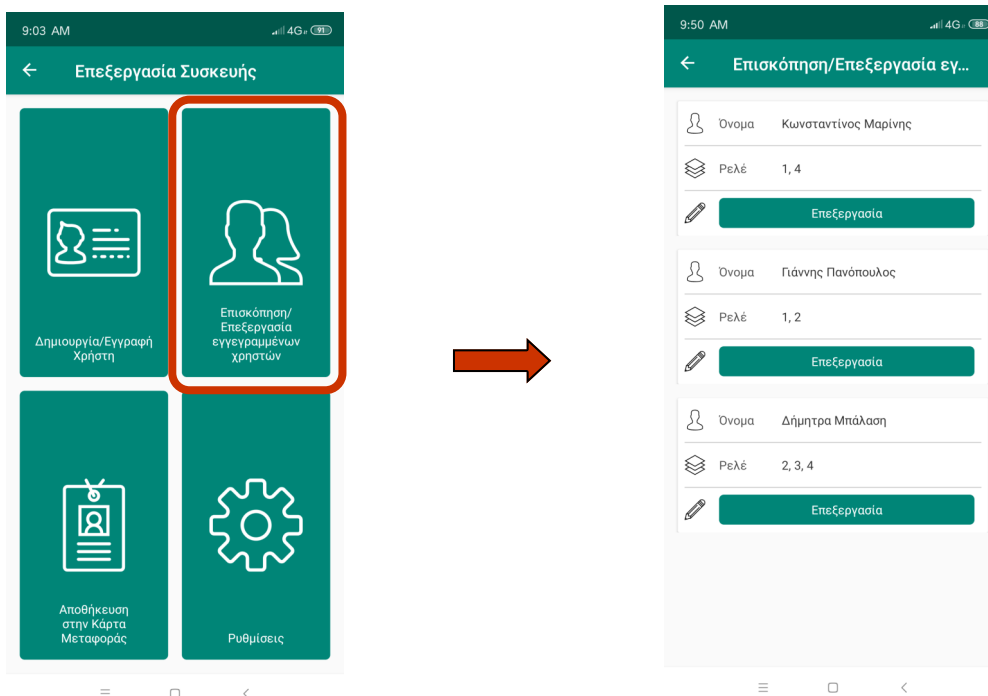 9:03 AM
4G
91
Επεξεργασία Συσκευής
Δημιουργία/Εγγραφή
Χρήστη
Επισκόπηση/
Επεξεργασία
εγγεγραμμένων
χρηστών
Αποθήκευση
στην Κάρτα
Μεταφοράς
Ρυθμίσεις
9:50 AM
4G
88
Επισκόπηση/Επεξεργασία εγ...
Όνομα Κωνσταντίνος Μαρίνης
Ρελέ 1, 4
Επεξεργασία
Όνομα Γιάννης Πανόπουλος
Ρελέ 1, 2
Επεξεργασία
Όνομα Δήμητρα Μπάλαση
Ρελέ 2, 3, 4
Επεξεργασία